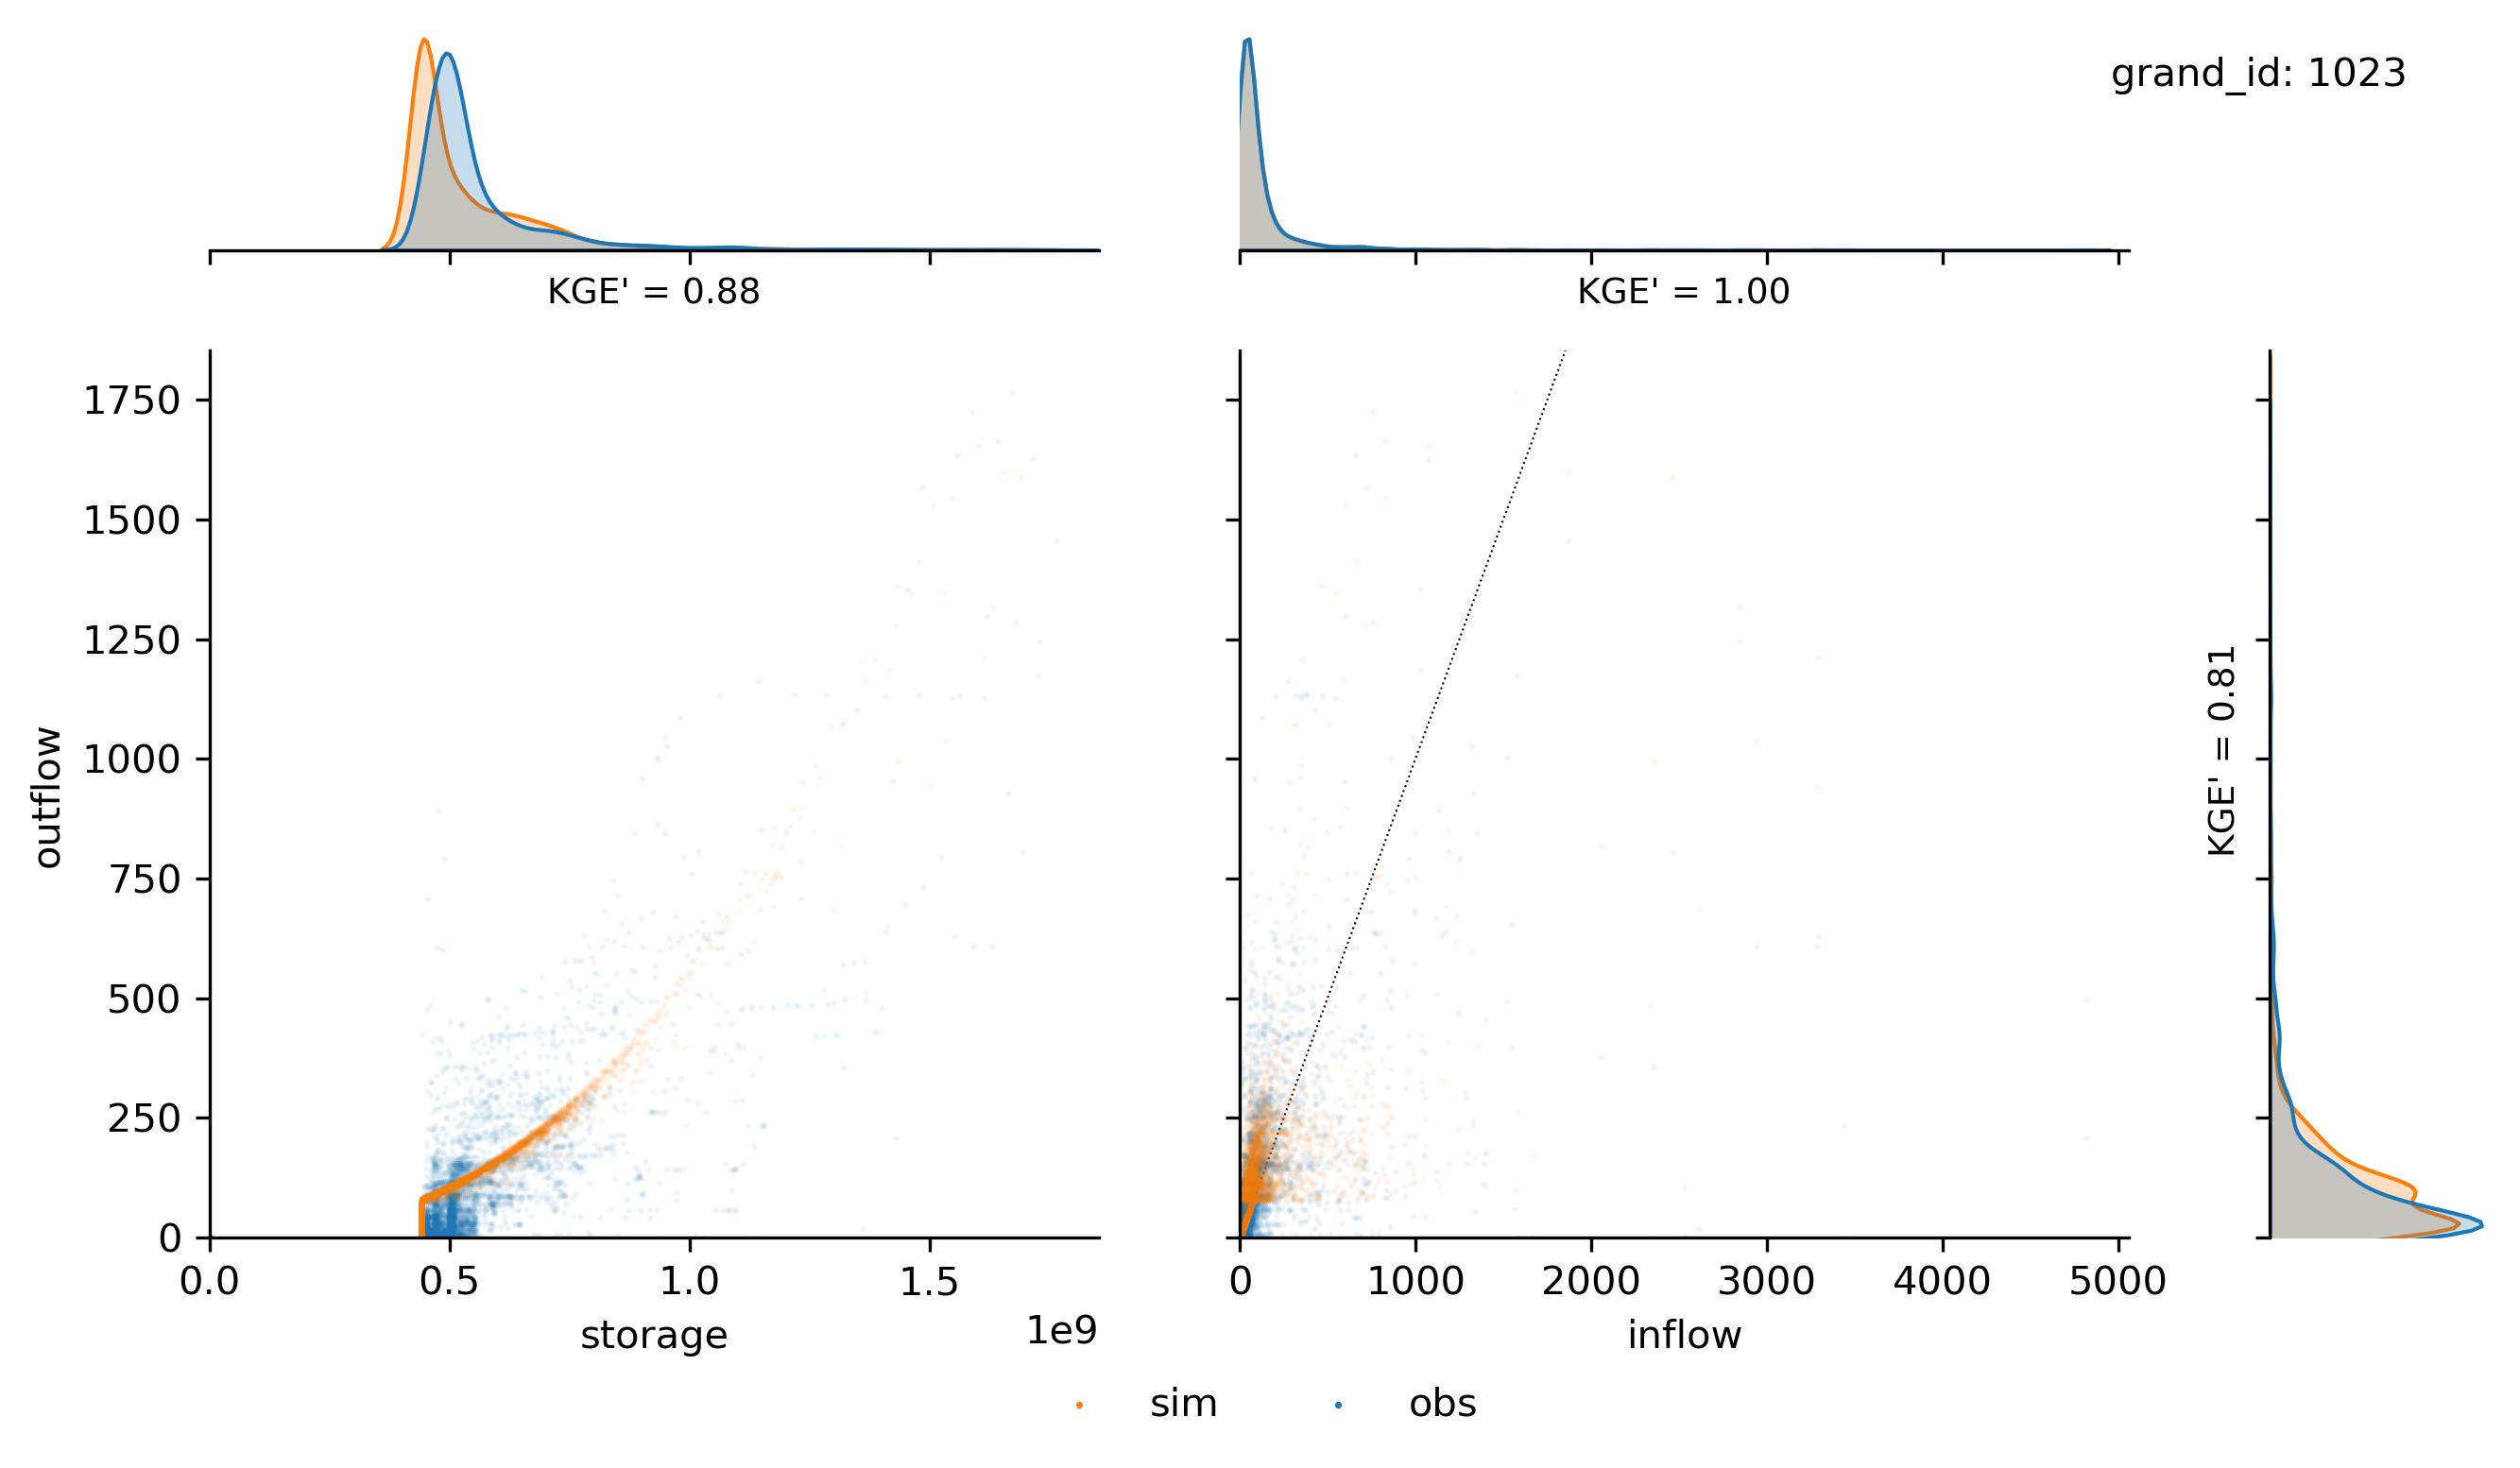 grand_id: 1023
KGE' = 0.88
KGE' = 1.00
1750
1500
1250
1000
750
500
250
0
outflow
KGE' = 0.81
0.0 0.5 1.0 1.5
1e9
storage
0 1000 2000 3000 4000 5000
inflow
sim obs